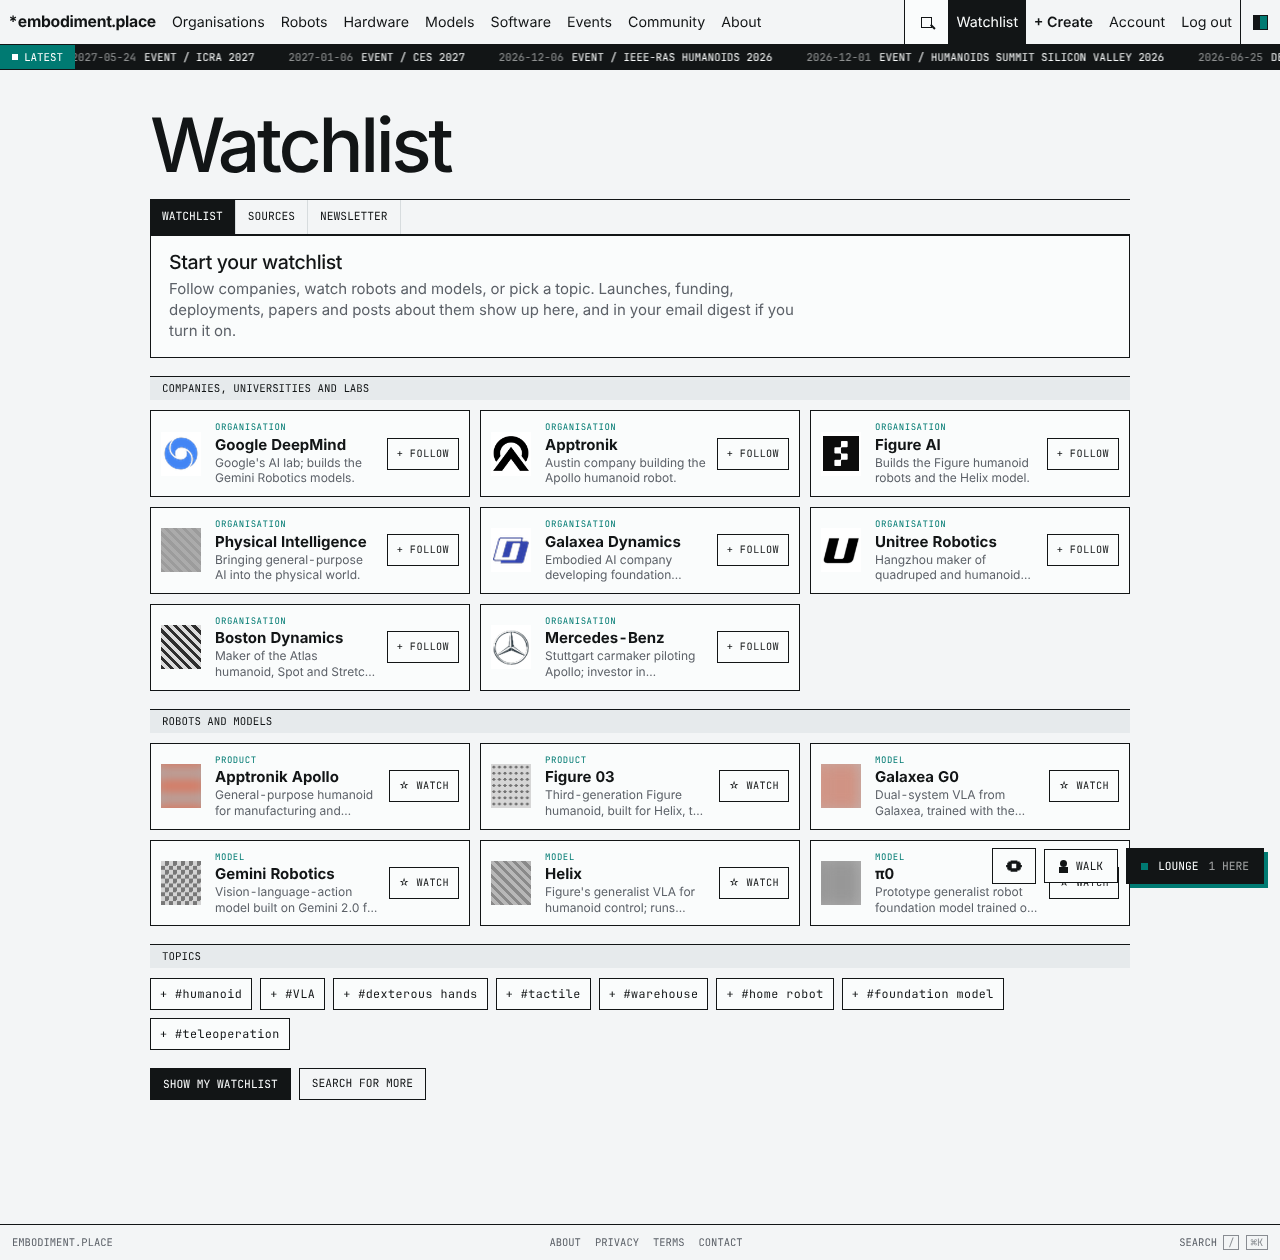 *embodiment.place Organisations Robots Hardware Models Software Events Community About Watchlist + Create Account Log out
LATEST 2027-05-24 EVENT / ICRA 2027 2027-01-06 EVENT / CES 2027 2026-12-06 EVENT / IEEE-RAS HUMANOIDS 2026 2026-12-01 EVENT / HUMANOIDS SUMMIT SILICON VALLEY 2026 2026-06-25
Watchlist
WATCHLIST SOURCES NEWSLETTER
Start your watchlist
Follow companies, watch robots and models, or pick a topic. Launches, funding,
deployments, papers and posts about them show up here, and in your email digest if you
turn it on.
COMPANIES, UNIVERSITIES AND LABS
ORGANISATION
Google DeepMind
Google's AI lab; builds the
Gemini Robotics models.
+ FOLLOW
ORGANISATION
Apptronik
Austin company building the
Apollo humanoid robot.
+ FOLLOW
ORGANISATION
Figure AI
Builds the Figure humanoid
robots and the Helix model.
+ FOLLOW
ORGANISATION
Physical Intelligence
Bringing general-purpose
AI into the physical world.
+ FOLLOW
ORGANISATION
Galaxea Dynamics
Embodied AI company
developing foundation...
+ FOLLOW
ORGANISATION
Unitree Robotics
Hangzhou maker of
quadruped and humanoid...
+ FOLLOW
ORGANISATION
Boston Dynamics
Maker of the Atlas
humanoid, Spot and Stretc...
+ FOLLOW
ORGANISATION
Mercedes-Benz
Stuttgart carmaker piloting
Apollo; investor in...
+ FOLLOW
ROBOTS AND MODELS
PRODUCT
Apptronik Apollo
General-purpose humanoid
for manufacturing and...
☆ WATCH
PRODUCT
Figure 03
Third-generation Figure
humanoid, built for Helix, t...
☆ WATCH
MODEL
Galaxea G0
Dual-system VLA from
Galaxea, trained with the...
☆ WATCH
MODEL
Gemini Robotics
Vision-language-action
model built on Gemini 2.0 f...
☆ WATCH
MODEL
Helix
Figure's generalist VLA for
humanoid control; runs...
☆ WATCH
MODEL
π0
Prototype generalist robot
foundation model trained o...
WALK
LOUNGE 1 HERE
TOPICS
+ #humanoid + #VLA + #dexterous hands + #tactile + #warehouse + #home robot + #foundation model
+ #teleoperation
SHOW MY WATCHLIST SEARCH FOR MORE
EMBODIMENT.PLACE ABOUT PRIVACY TERMS CONTACT SEARCH / ⌘K